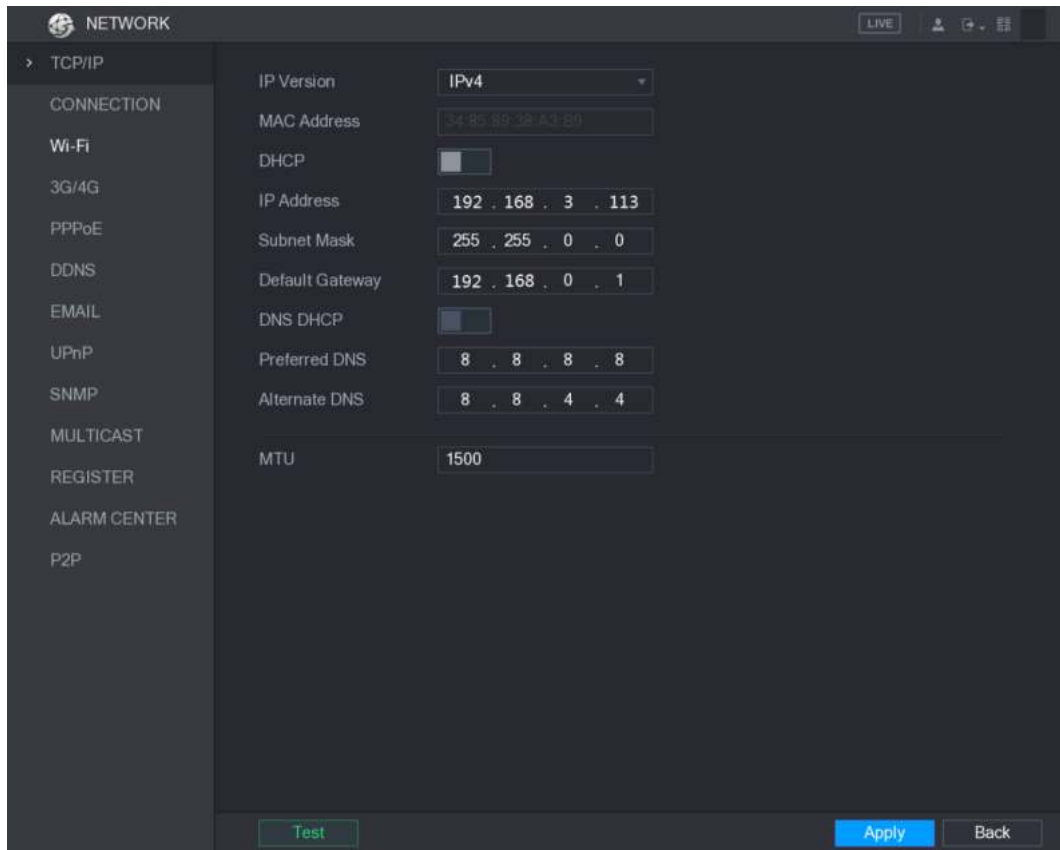 NETWORK
LIVE
TCP/IP
CONNECTION
Wi-Fi
3G/4G
PPPoE
DDNS
EMAIL
UPnP
SNMP
MULTICAST
REGISTER
ALARM CENTER
P2P
IP Version IPv4
MAC Address
DHCP
IP Address 192 . 168 . 3 . 113
Subnet Mask 255 . 255 . 0 . 0
Default Gateway 192 . 168 . 0 . 1
DNS DHCP
Preferred DNS 8 . 8 . 8 . 8
Alternate DNS 8 . 8 . 4 . 4
MTU 1500
Test Apply Back